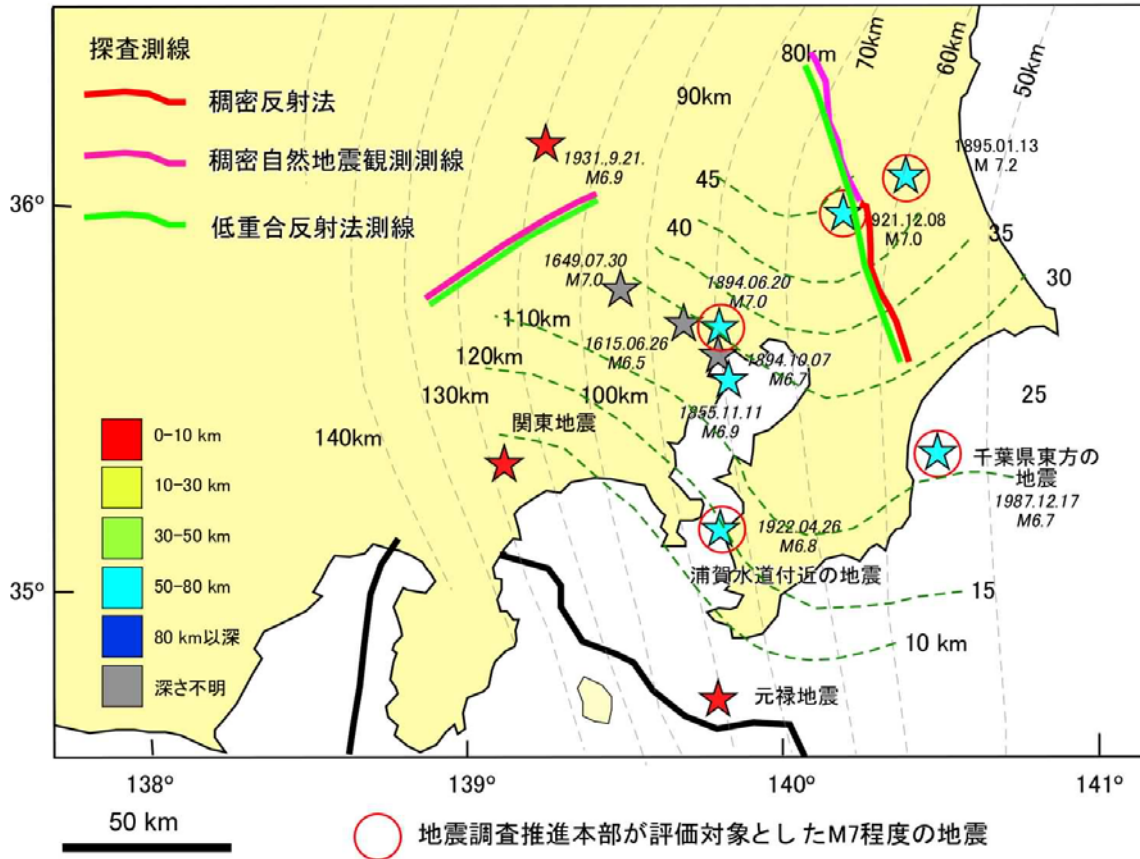 探査測線
稠密反射法
稠密自然地震観測測線
低重合反射法測線
80km
70km
60km
50km
90km
1895.01.13
M 7.2
1931.,9.21.
M6.9
45
36°
921.12.08
M7.0
40
35
1649.07.30
M7.0
1894.06.20
M7.0
30
110km
1615.06.26
M6.5
1894.10.07
M6.7
120km
130km
100km
25
1855.11.11
M6.9
関東地震
140km
千葉県東方の
地震
1987.12.17
M6.7
0-10 km
10-30 km
30-50 km
50-80 km
80 km以深
深さ不明
1922.04.26
M6.8
浦賀水道付近の地震
35°
15
10 km
元禄地震
138°
139°
140°
141°
50 km
地震調査推進本部が評価対象としたM7程度の地震